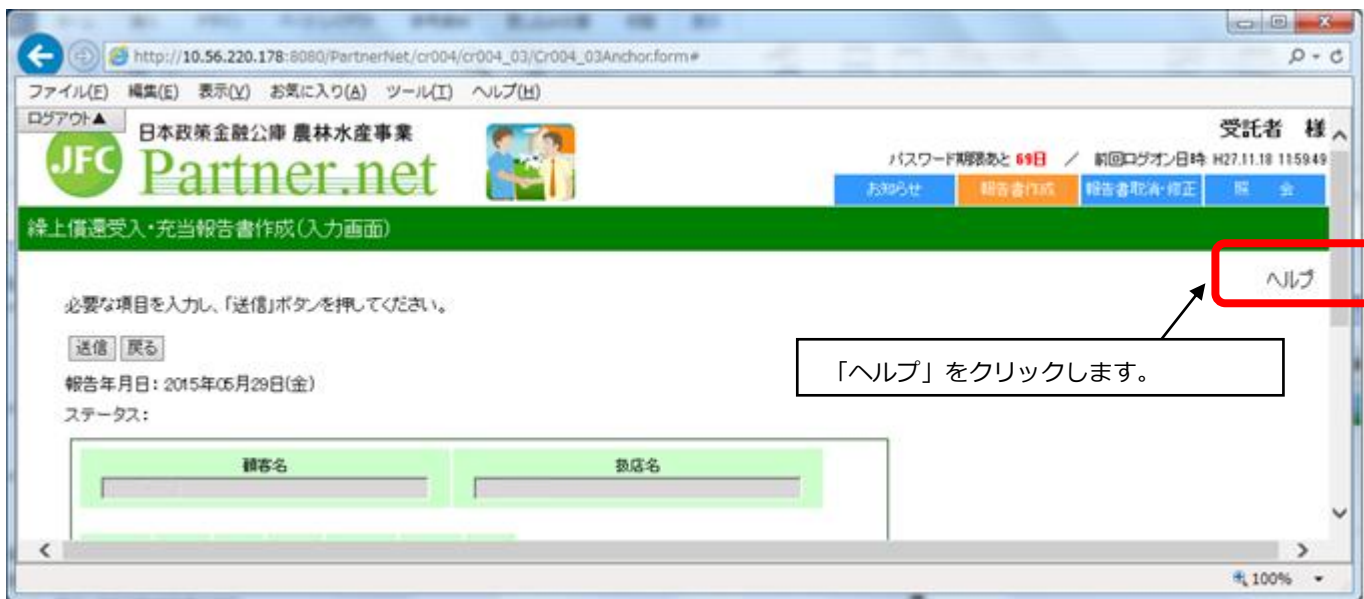 http://10.56.220.178:8080/PartnerNet/cr004/cr004_03/Cr004_03Anchor.form#
ファイル(F) 編集(E) 表示(V) お気に入り(A) ツール(T) ヘルプ(H)
ログアウト▲
日本政策金融公庫 農林水産事業
JFC Partner.net
受託者 様
パスワード期限あと 69日 / 前回ログオン日時 H27.11.18 11:59:49
お知らせ 報告書作成 報告書取消・修正 照 会
繰上償還受入・充当報告書作成(入力画面)
ヘルプ
必要な項目を入力し、「送信」ボタンを押してください。
送信 戻る
「ヘルプ」をクリックします。
報告年月日:2015年05月29日(金)
ステータス:
顧客名 扱店名
100%